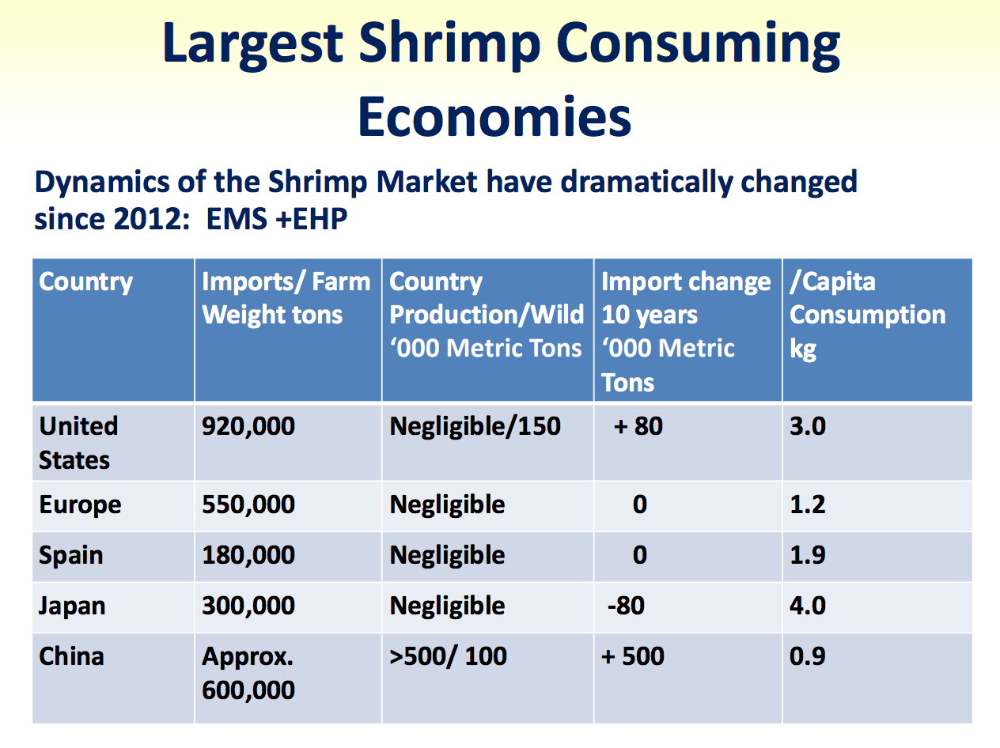 Largest Shrimp Consuming
Economies
Dynamics of the Shrimp Market have dramatically changed
since 2012:  EMS +EHP
Country
Imports/ Farm
Weight tons
Country
Production/Wild
‘000 Metric Tons
Import change
10 years
‘000 Metric
Tons
/Capita
Consumption
kg
United
States
920,000
Negligible/150
+ 80
3.0
Europe
550,000
Negligible
0
1.2
Spain
180,000
Negligible
0
1.9
Japan
300,000
Negligible
-80
4.0
China
Approx.
600,000
>500/ 100
+ 500
0.9